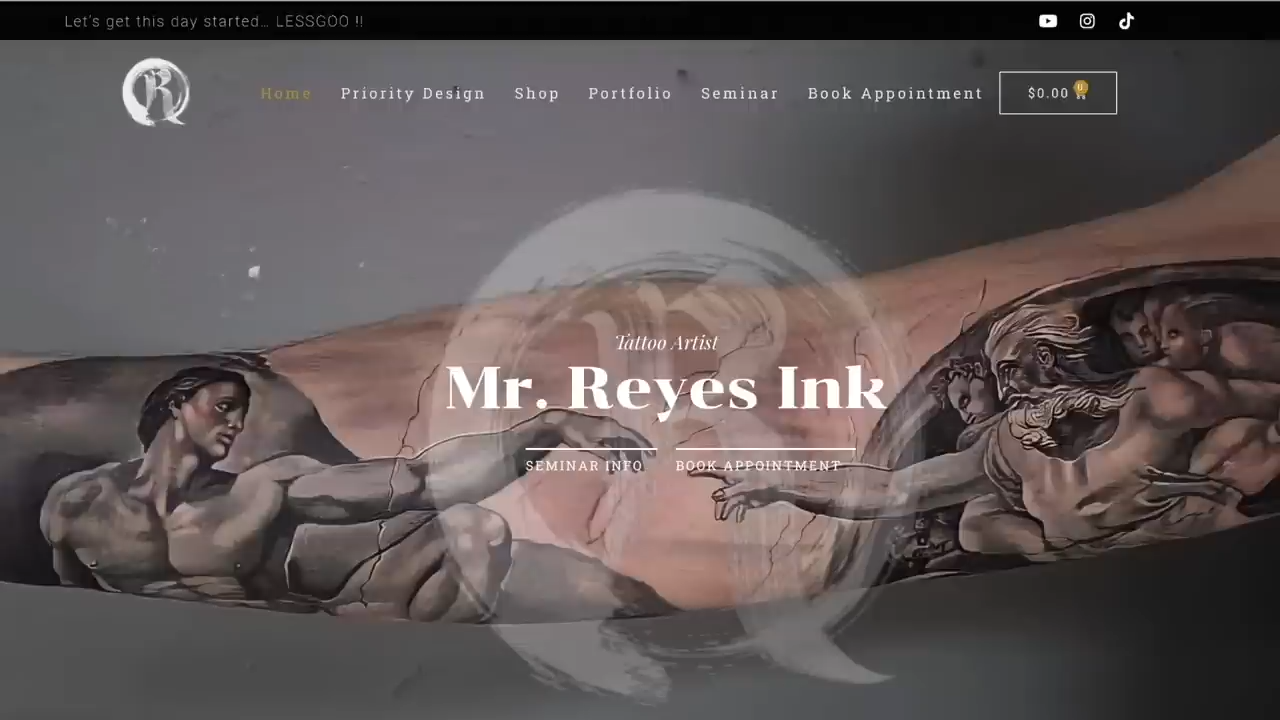 Let's get this day started... LESSGOO !!
R
Home
Priority Design
Shop
Portfolio
Seminar
Book Appointment
$0.00
0
R
Tattoo Artist
Mr. Reyes Ink
SEMINAR INFO
BOOK APPOINTMENT